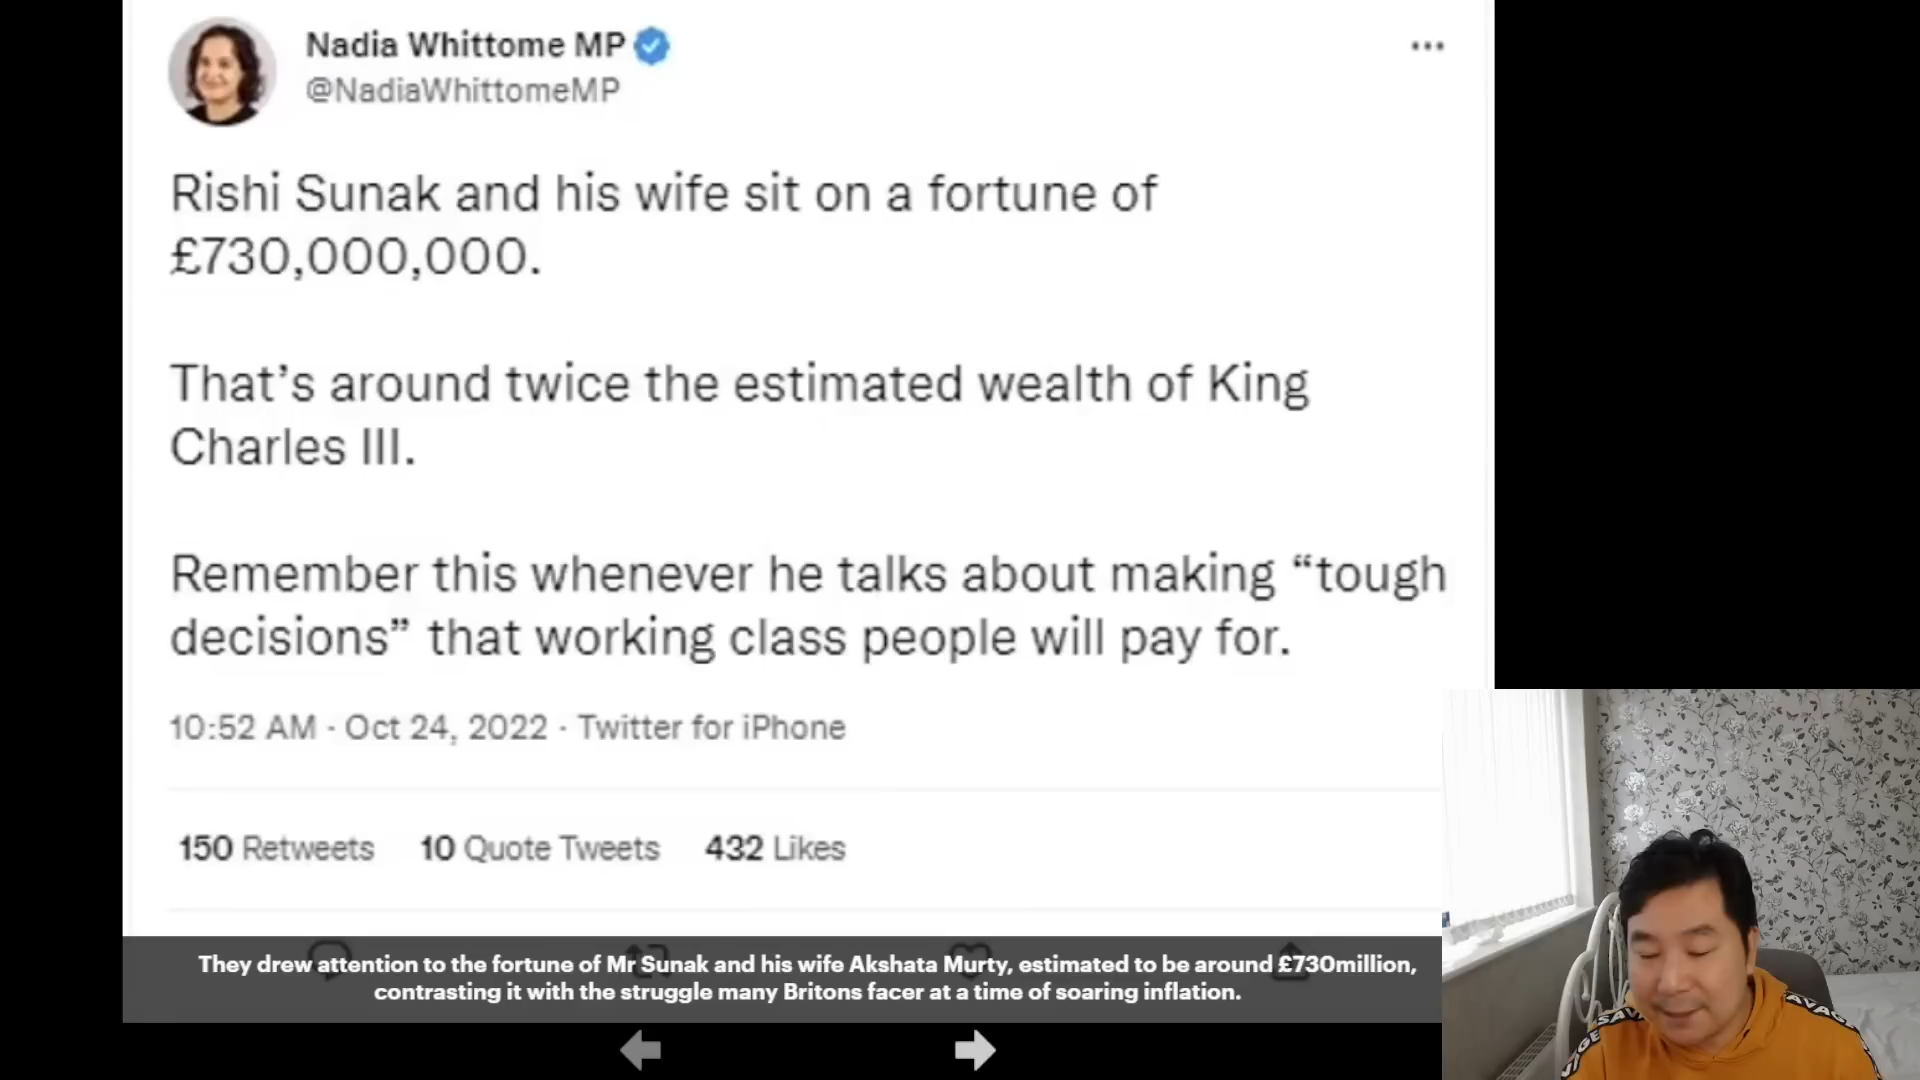 Nadia Whittome MP
@NadiaWhittomeMP
Rishi Sunak and his wife sit on a fortune of
£730,000,000.
That’s around twice the estimated wealth of King
Charles III.
Remember this whenever he talks about making “tough
decisions” that working class people will pay for.
10:52 AM · Oct 24, 2022 · Twitter for iPhone
150 Retweets 10 Quote Tweets 432 Likes
They drew attention to the fortune of Mr Sunak and his wife Akshata Murty, estimated to be around £730million,
contrasting it with the struggle many Britons facer at a time of soaring inflation.